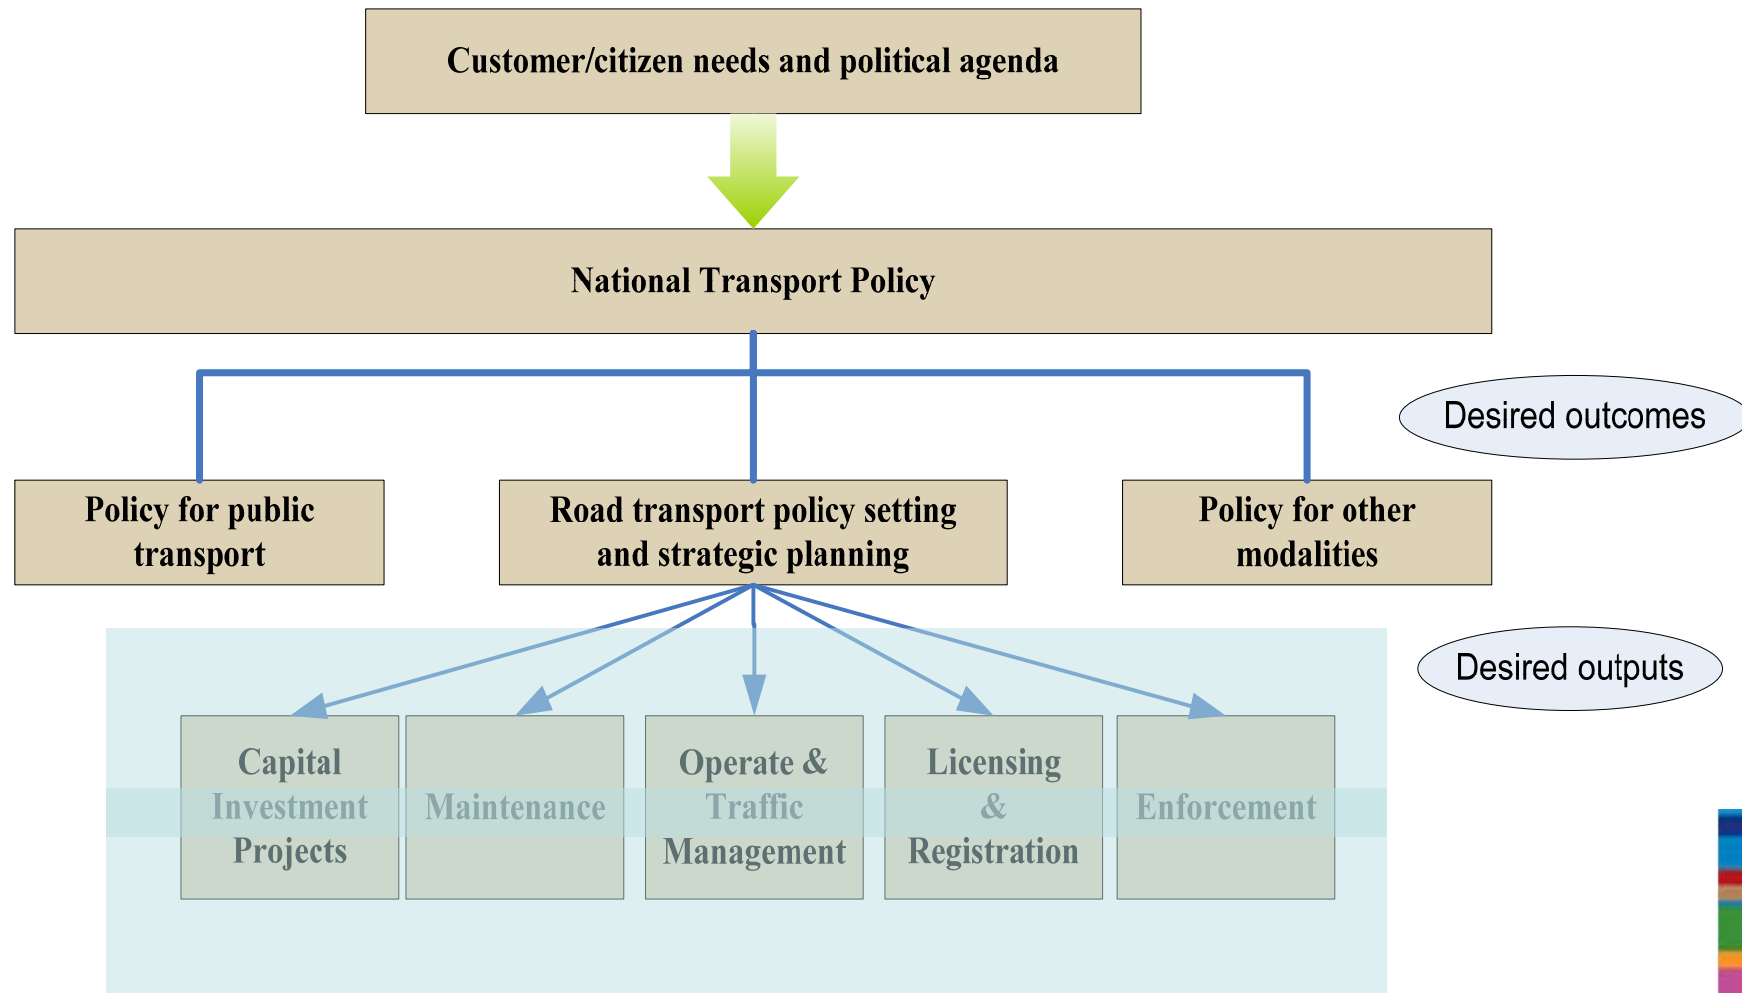 Customer/citizen needs and political agenda
National Transport Policy
Desired outcomes
Policy for public
transport
Road transport policy setting
and strategic planning
Policy for other
modalities
Desired outputs
Capital
Investment
Projects
Maintenance
Operate &
Traffic
Management
Licensing
&
Registration
Enforcement